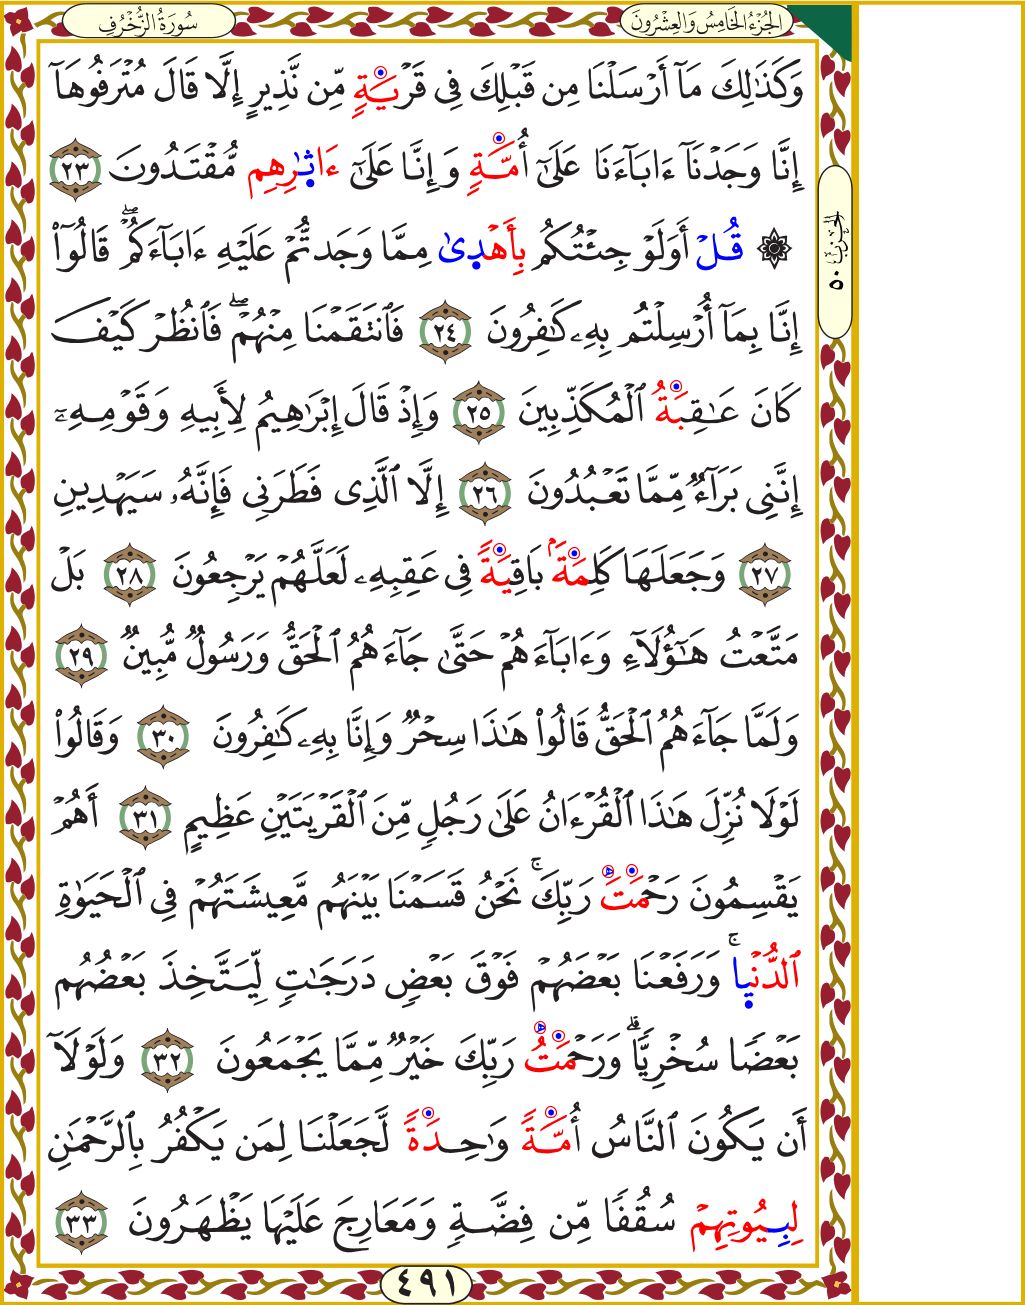 الجُزْءُ الخَامِسُ وَالعِشْرُونَ
سُورَةُ الزُّخْرُفِ
وَكَذَٰلِكَ مَآ أَرْسَلْنَا مِن قَبْلِكَ فِى قَرْيَةٍ مِّن نَّذِيرٍ إِلَّا قَالَ مُتْرَفُوهَآ
إِنَّا وَجَدْنَآ ءَابَآءَنَا عَلَىٰٓ أُمَّةٍ وَإِنَّا عَلَىٰٓ ءَاثَٰرِهِم مُّقْتَدُونَ ٢٣
۞ قُلْ أَوَلَوْ جِئْتُكُم بِأَهْدَىٰ مِمَّا وَجَدتُّمْ عَلَيْهِ ءَابَآءَكُمْۖ قَالُوٓا۟
إِنَّا بِمَآ أُرْسِلْتُم بِهِۦ كَٰفِرُونَ ٢٤ فَٱنتَقَمْنَا مِنْهُمْۖ فَٱنظُرْ كَيْفَ
كَانَ عَٰقِبَةُ ٱلْمُكَذِّبِينَ ٢٥ وَإِذْ قَالَ إِبْرَٰهِيمُ لِأَبِيهِ وَقَوْمِهِۦٓ
إِنَّنِى بَرَآءٌ مِّمَّا تَعْبُدُونَ ٢٦ إِلَّا ٱلَّذِى فَطَرَنِى فَإِنَّهُۥ سَيَهْدِينِ
٢٧ وَجَعَلَهَا كَلِمَةًۢ بَاقِيَةً فِى عَقِبِهِۦ لَعَلَّهُمْ يَرْجِعُونَ ٢٨ بَلْ
مَتَّعْتُ هَٰٓؤُلَآءِ وَءَابَآءَهُمْ حَتَّىٰ جَآءَهُمُ ٱلْحَقُّ وَرَسُولٌ مُّبِينٌ ٢٩
وَلَمَّا جَآءَهُمُ ٱلْحَقُّ قَالُوا۟ هَٰذَا سِحْرٌ وَإِنَّا بِهِۦ كَٰفِرُونَ ٣٠ وَقَالُوا۟
لَوْلَا نُزِّلَ هَٰذَا ٱلْقُرْءَانُ عَلَىٰ رَجُلٍ مِّنَ ٱلْقَرْيَتَيْنِ عَظِيمٍ ٣١ أَهُمْ
يَقْسِمُونَ رَحْمَتَ رَبِّكَۚ نَحْنُ قَسَمْنَا بَيْنَهُم مَّعِيشَتَهُمْ فِى ٱلْحَيَوٰةِ
ٱلدُّنْيَاۚ وَرَفَعْنَا بَعْضَهُمْ فَوْقَ بَعْضٍ دَرَجَٰتٍ لِّيَتَّخِذَ بَعْضُهُم
بَعْضًا سُخْرِيًّاۗ وَرَحْمَتُ رَبِّكَ خَيْرٌ مِّمَّا يَجْمَعُونَ ٣٢ وَلَوْلَآ
أَن يَكُونَ ٱلنَّاسُ أُمَّةً وَٰحِدَةً لَّجَعَلْنَا لِمَن يَكْفُرُ بِٱلرَّحْمَٰنِ
لِبِيُوتِهِمْ سُقُفًا مِّن فِضَّةٍ وَمَعَارِجَ عَلَيْهَا يَظْهَرُونَ ٣٣
الحزب ٥٠
٤٩١